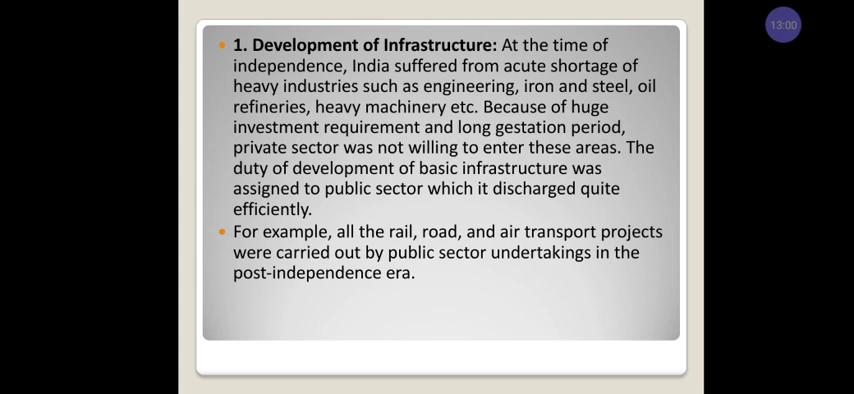 1. Development of Infrastructure: At the time of
independence, India suffered from acute shortage of
heavy industries such as engineering, iron and steel, oil
refineries, heavy machinery etc. Because of huge
investment requirement and long gestation period,
private sector was not willing to enter these areas. The
duty of development of basic infrastructure was
assigned to public sector which it discharged quite
efficiently.
For example, all the rail, road, and air transport projects
were carried out by public sector undertakings in the
post-independence era.
13:00